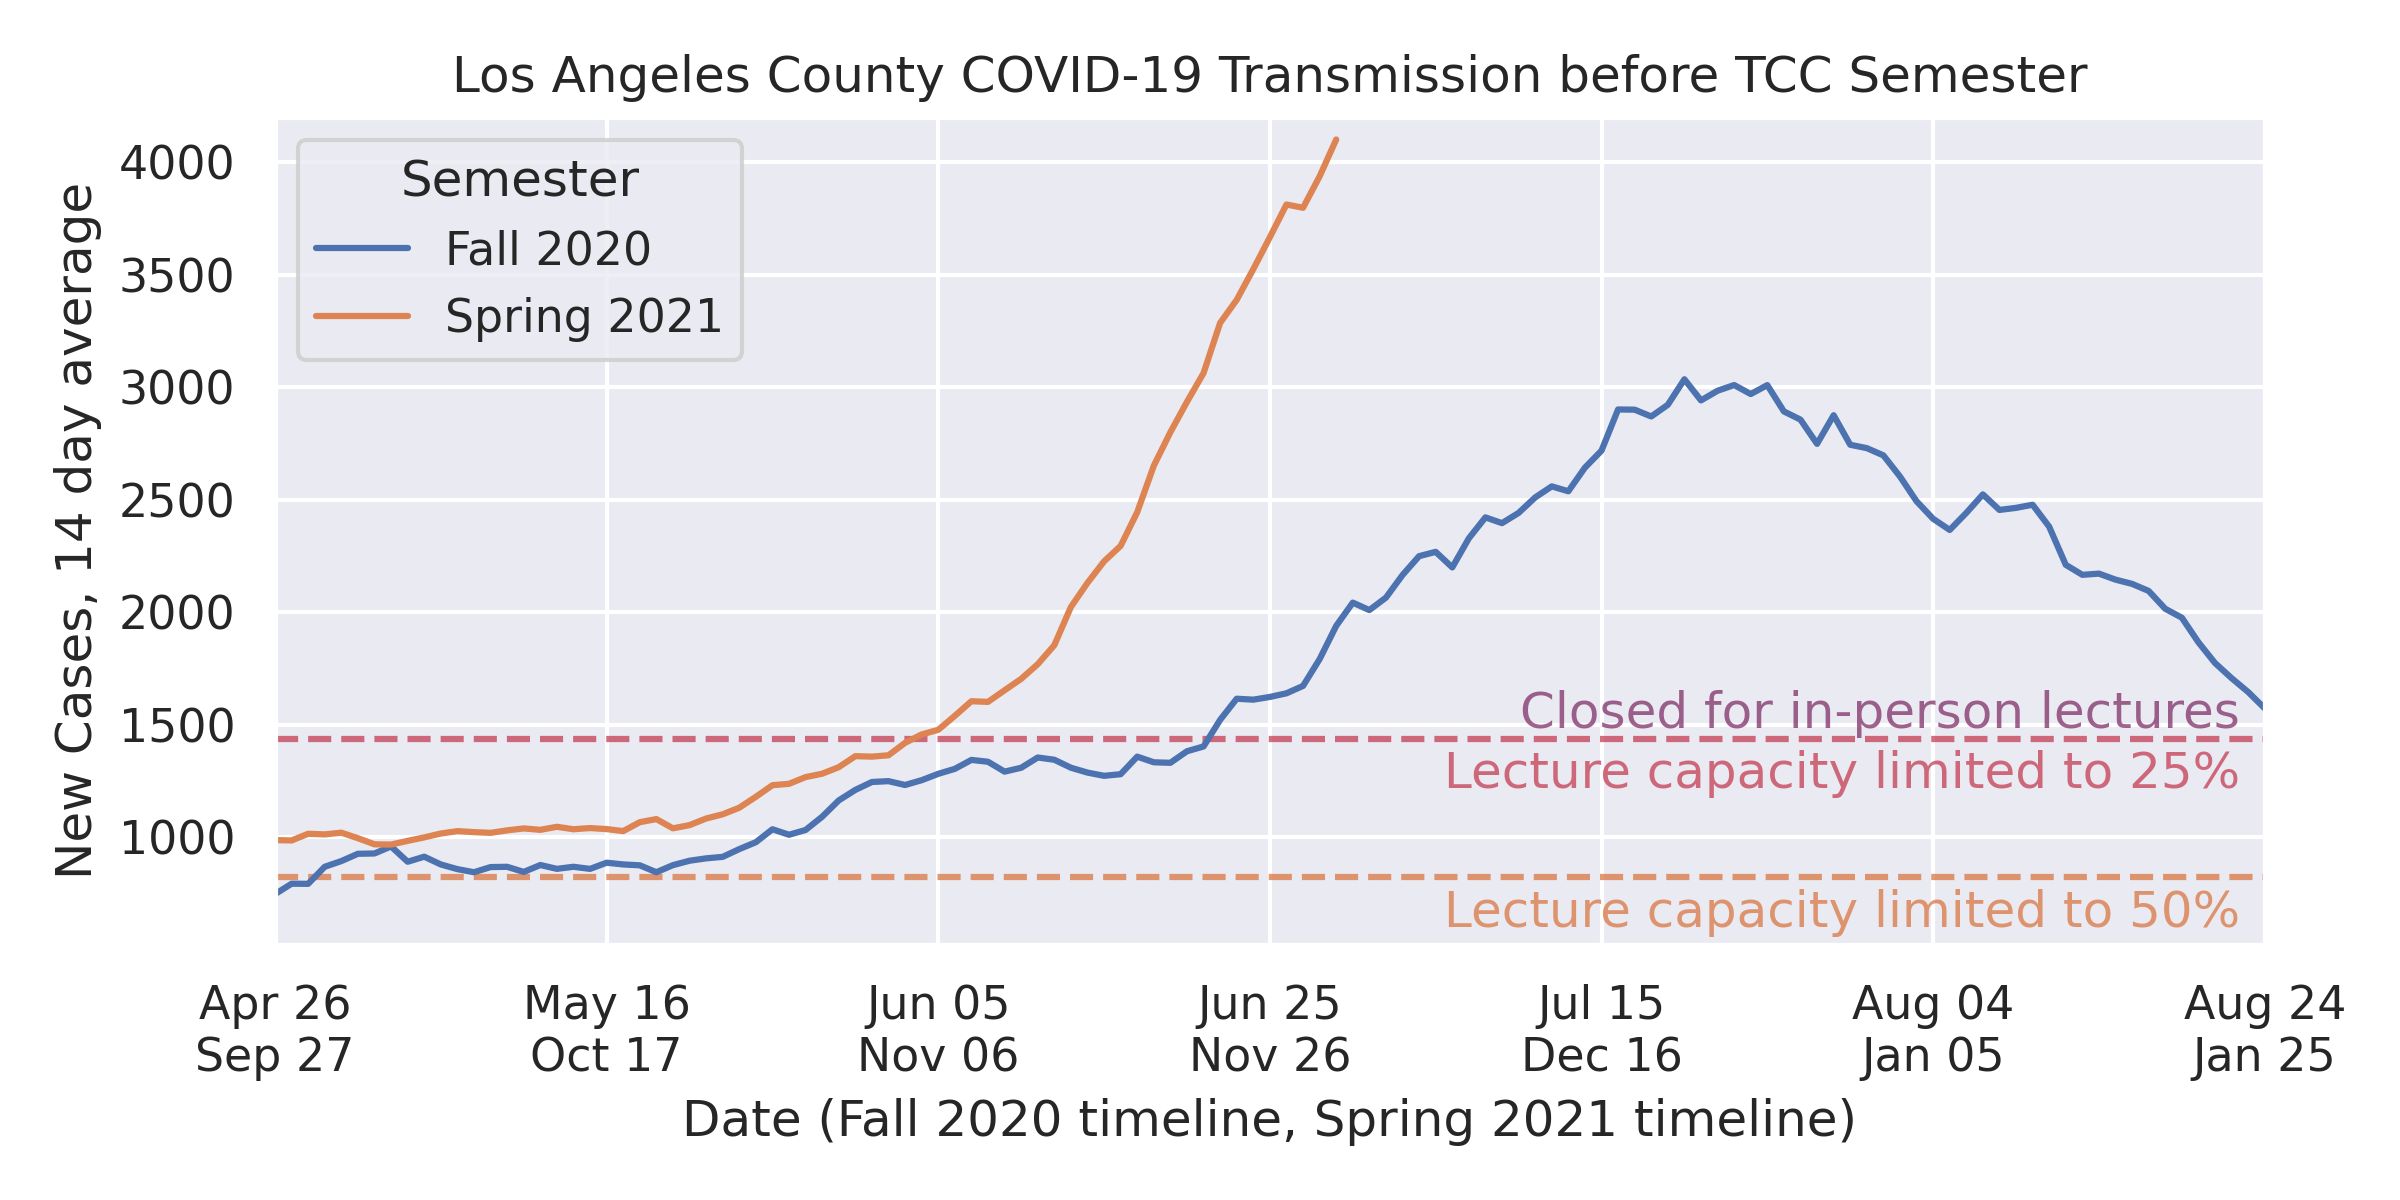 Los Angeles County COVID-19 Transmission before TCC Semester
New Cases, 14 day average
4000
3500
3000
2500
2000
1500
1000
Semester
Fall 2020
Spring 2021
Closed for in-person lectures
Lecture capacity limited to 25%
Lecture capacity limited to 50%
Apr 26 May 16 Jun 05 Jun 25 Jul 15 Aug 04 Aug 24
Sep 27 Oct 17 Nov 06 Nov 26 Dec 16 Jan 05 Jan 25
Date (Fall 2020 timeline, Spring 2021 timeline)